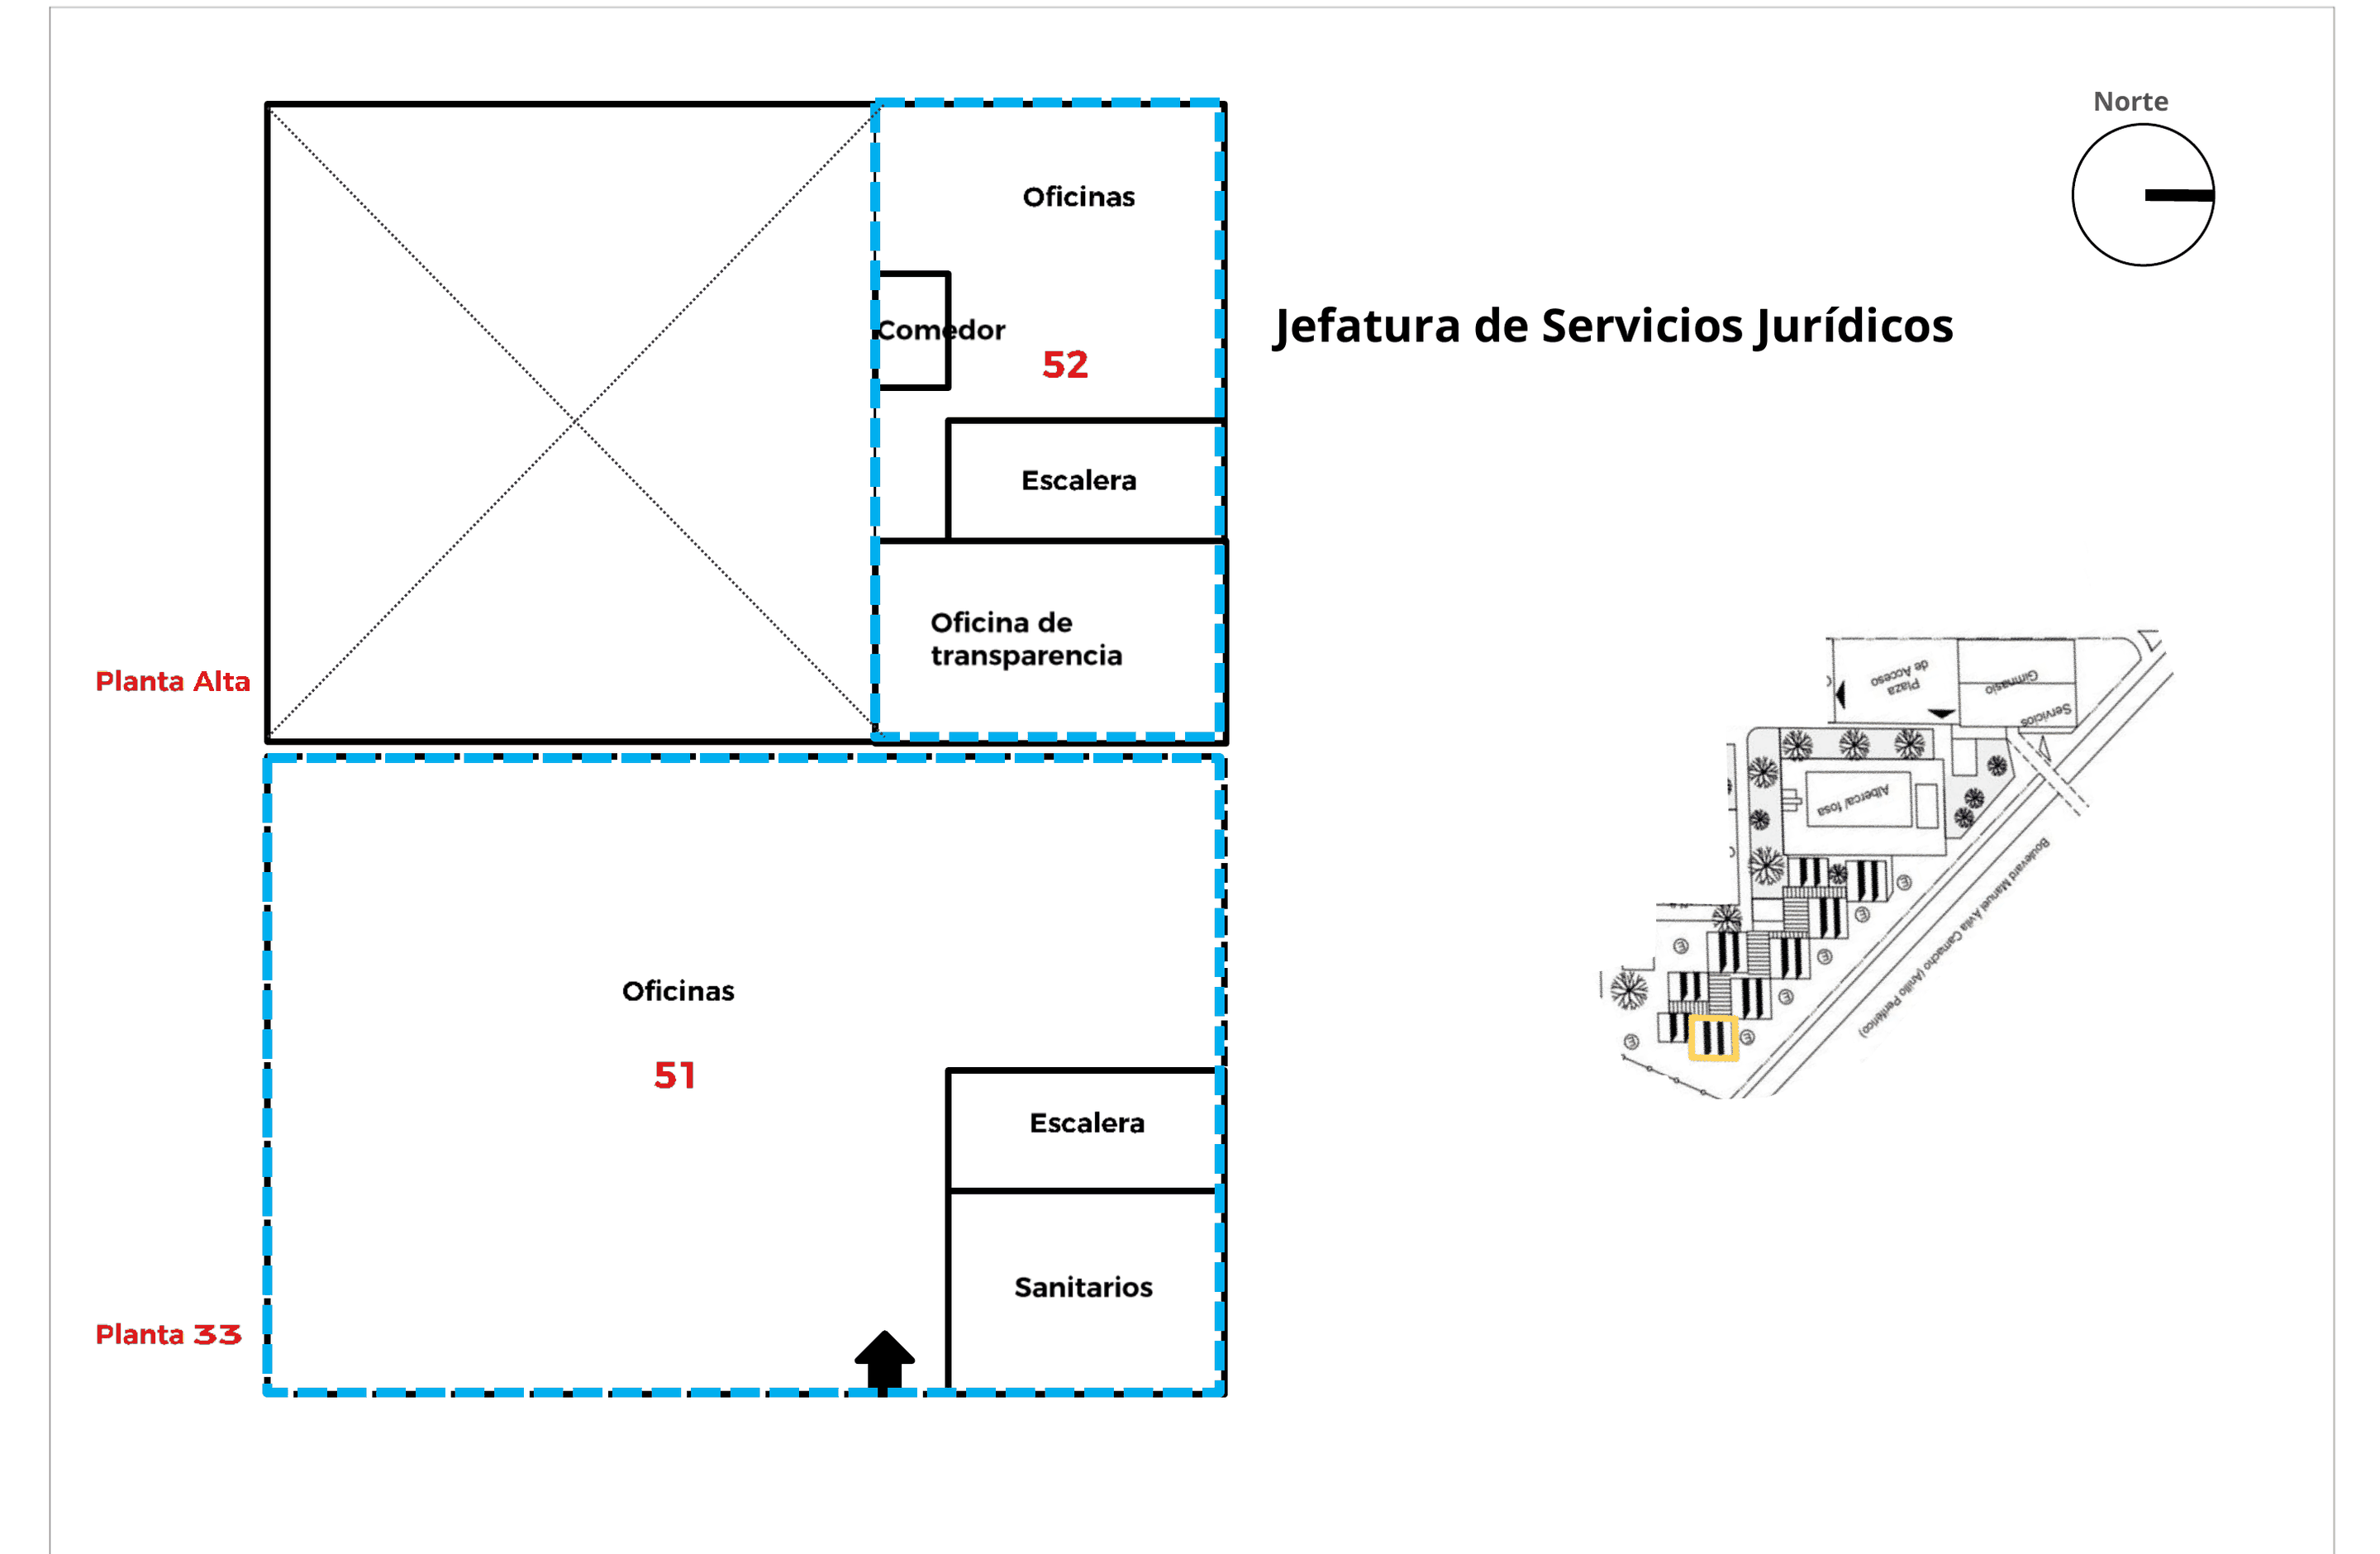 Norte
Oficinas
Jefatura de Servicios Jurídicos
Comedor
52
Escalera
Oficina de
transparencia
Planta Alta
Oficinas
51
Escalera
Sanitarios
Planta 33
Plaza
de Acceso
Gimnasio
Servicios
Alberca/ fosa
Boulevard Manuel Ávila Camacho (Anillo Periférico)
E
E
E
E
E
E
E